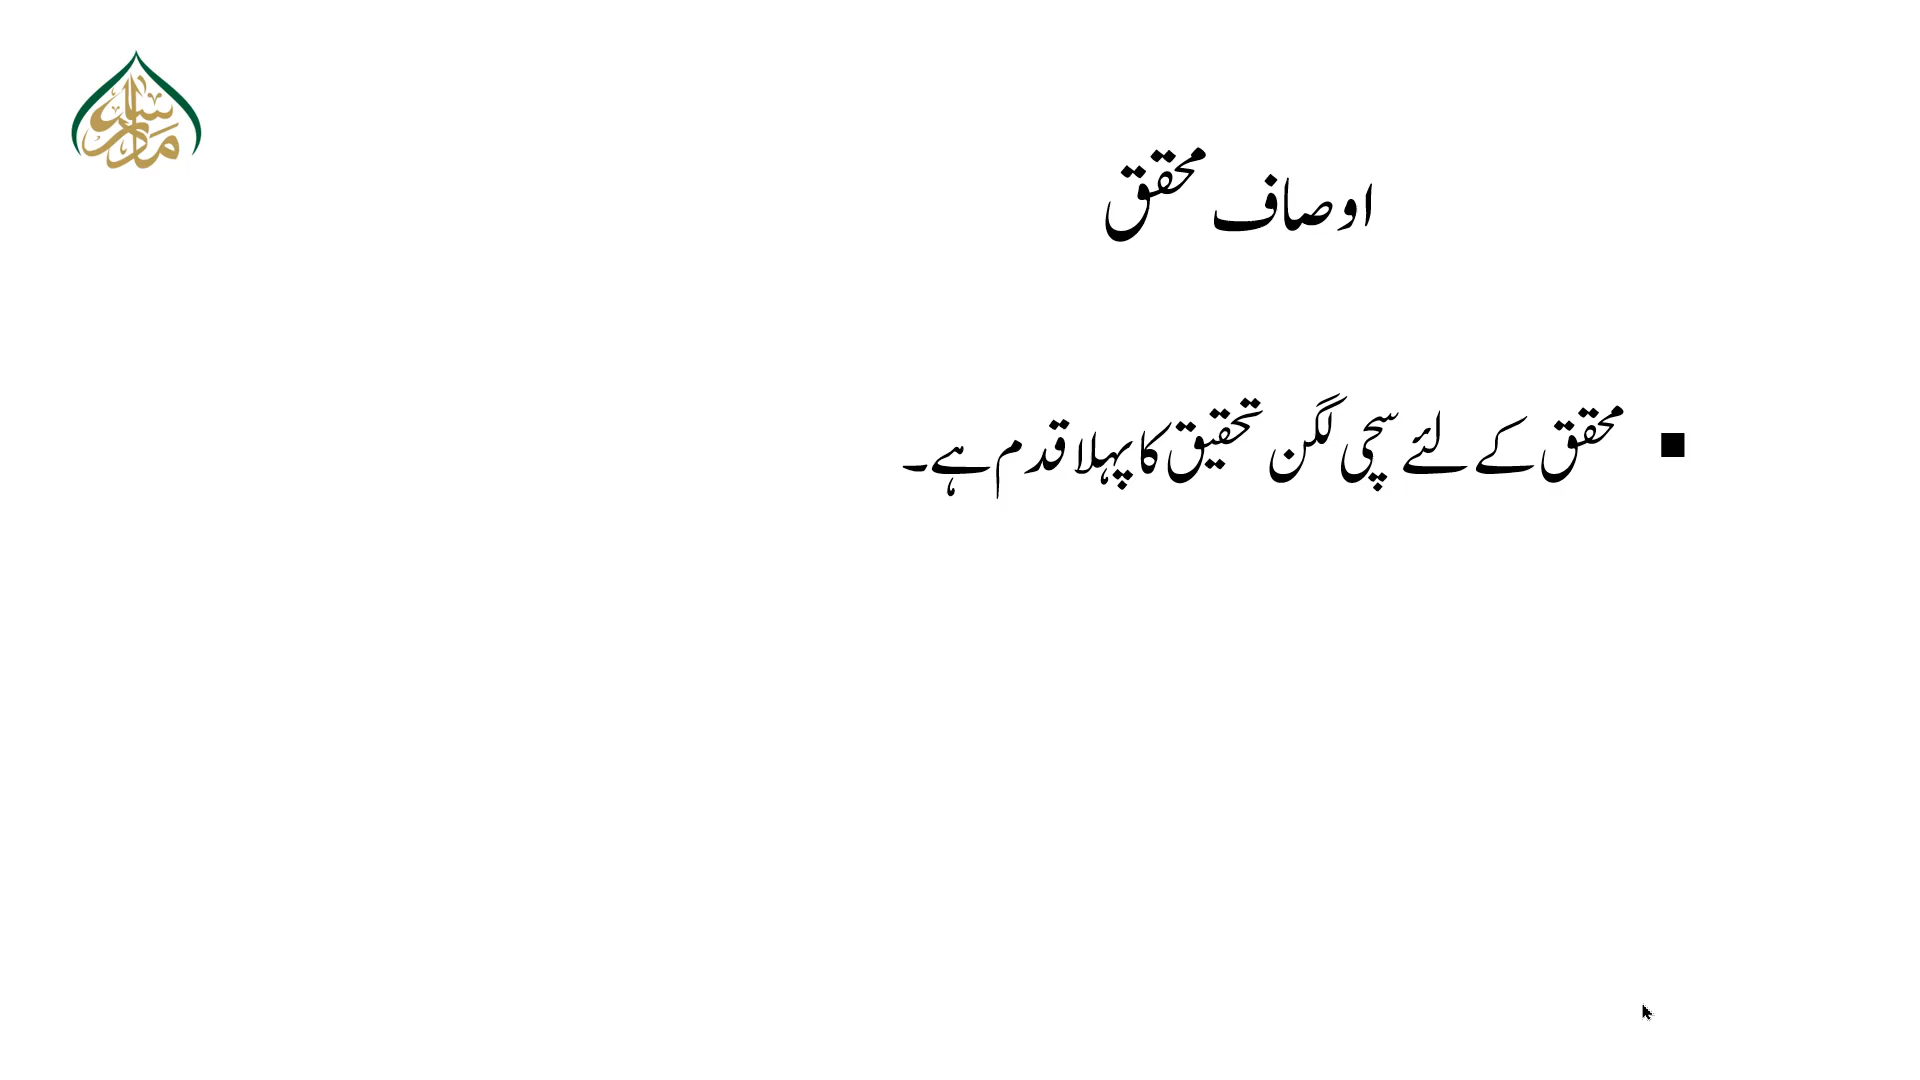 اوصاف محقق
▪ محقق کے لئے سچی لگن تحقیق کا پہلا قدم ہے۔